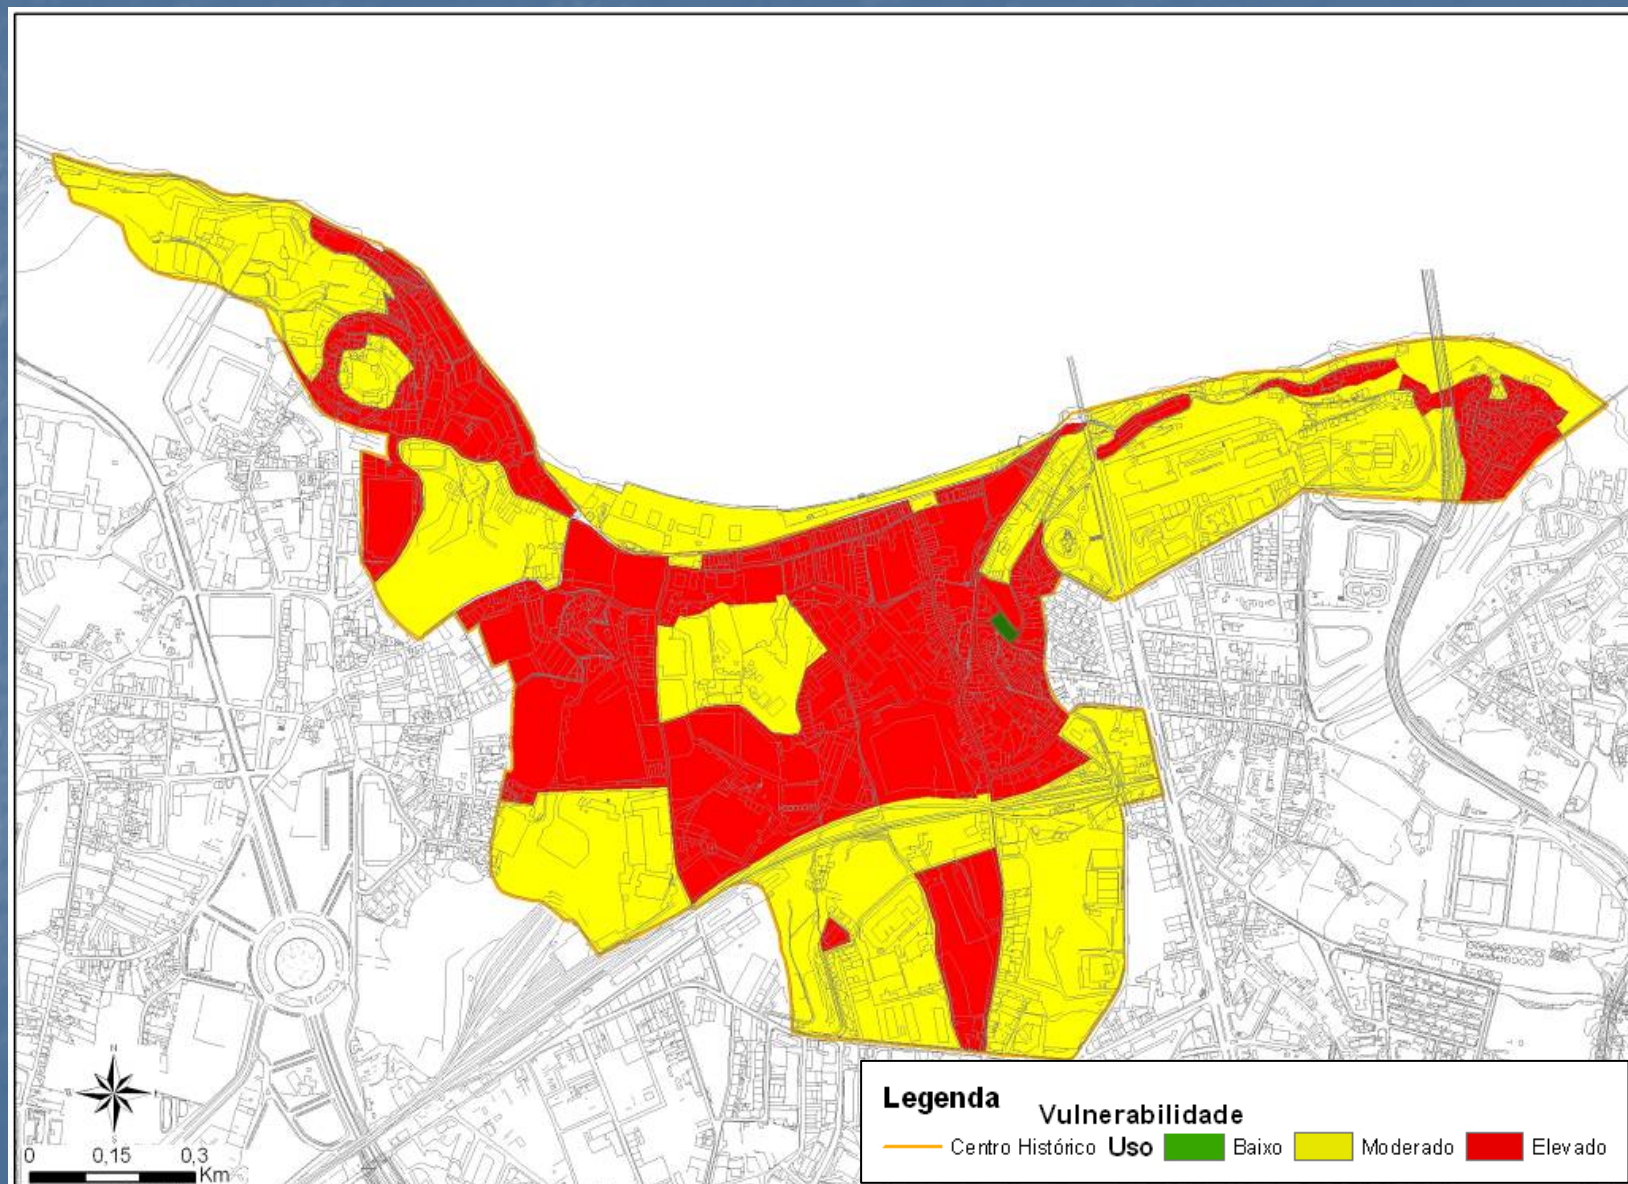 N
S
0 0,15 0,3
Km
Legenda
Vulnerabilidade
Centro Histórico Uso Baixo Moderado Elevado